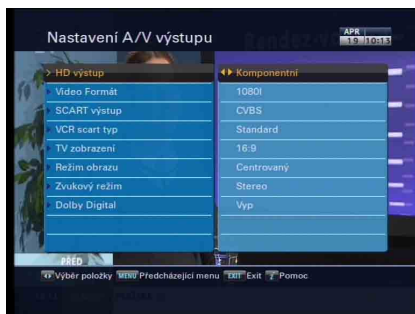 Nastavení A/V výstupu
APR
19 10:13
> HD výstup Komponentní
Video Formát 1080I
SCART výstup CVBS
VCR scart typ Standard
TV zobrazení 16:9
Režim obrazu Centrovaný
Zvukový režim Stereo
Dolby Digital Vyp
PŘED
Výběr položky MENU Předcházející menu EXIT Exit ? Pomoc